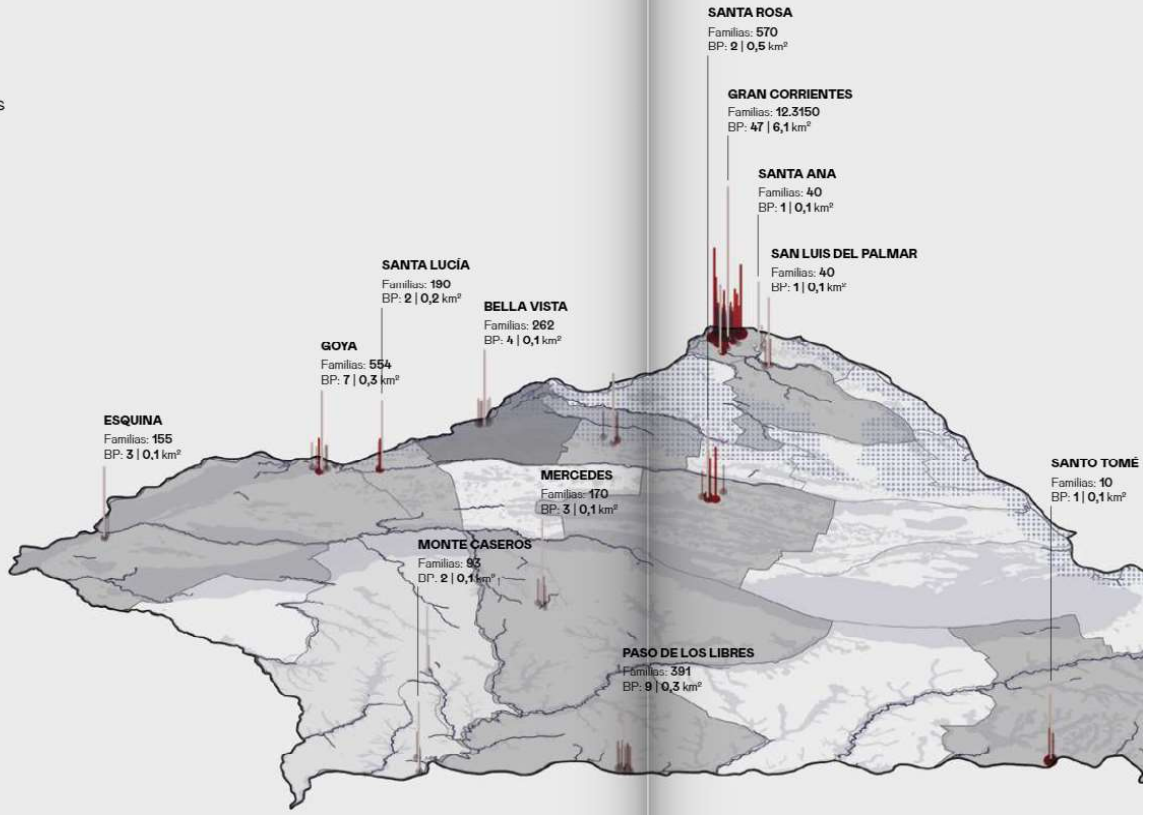 s
SANTA ROSA
Familias: 570
BP: 2 | 0,5 km²
GRAN CORRIENTES
Familias: 12.3150
BP: 47 | 6,1 km²
SANTA ANA
Familias: 40
BP: 1 | 0,1 km²
SAN LUIS DEL PALMAR
Familias: 40
BP: 1 | 0,1 km²
SANTA LUCÍA
Familias: 190
BP: 2 | 0,2 km²
BELLA VISTA
Familias: 262
BP: 4 | 0,1 km²
GOYA
Familias: 554
BP: 7 | 0,3 km²
ESQUINA
Familias: 155
BP: 3 | 0,1 km²
MERCEDES
Familias: 170
BP: 3 | 0,1 km²
SANTO TOMÉ
Familias: 10
BP: 1 | 0,1 km²
MONTE CASEROS
Familias: 93
BP: 2 | 0,1 km²
PASO DE LOS LIBRES
Familias: 391
BP: 9 | 0,3 km²